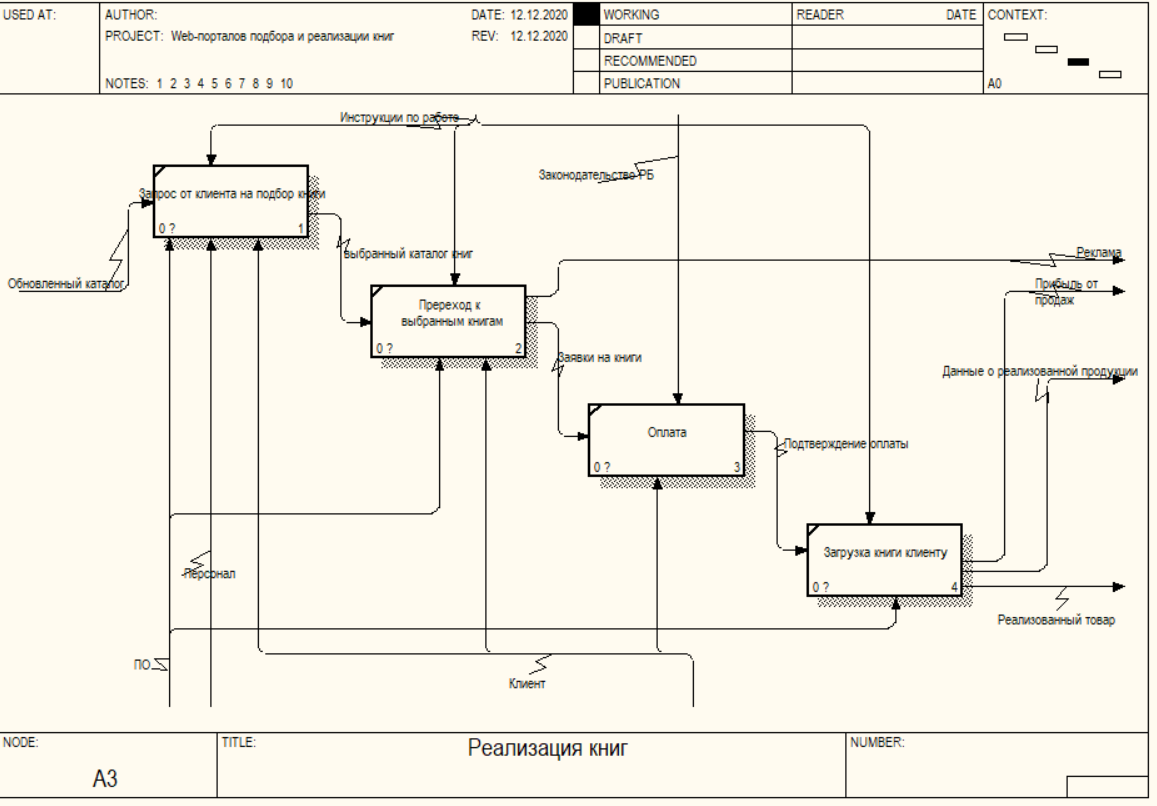 USED AT:
AUTHOR:
DATE: 12.12.2020
PROJECT: Web-порталов подбора и реализации книг
REV: 12.12.2020
NOTES: 1 2 3 4 5 6 7 8 9 10
WORKING
DRAFT
RECOMMENDED
PUBLICATION
READER
DATE
CONTEXT:
A0
Инструкции по работе
Законодательство РБ
Запрос от клиента на подбор книги
0 ?
1
Обновленный каталог
выбранный каталог книг
Реклама
Прибыль от
продаж
Пререход к
выбранным книгам
0 ?
2
Заявки на книги
Данные о реализованной продукции
Оплата
0 ?
3
Подтверждение оплаты
Загрузка книги клиенту
0 ?
4
Персонал
Реализованный товар
ПО
Клиент
NODE:
A3
TITLE:
Реализация книг
NUMBER: